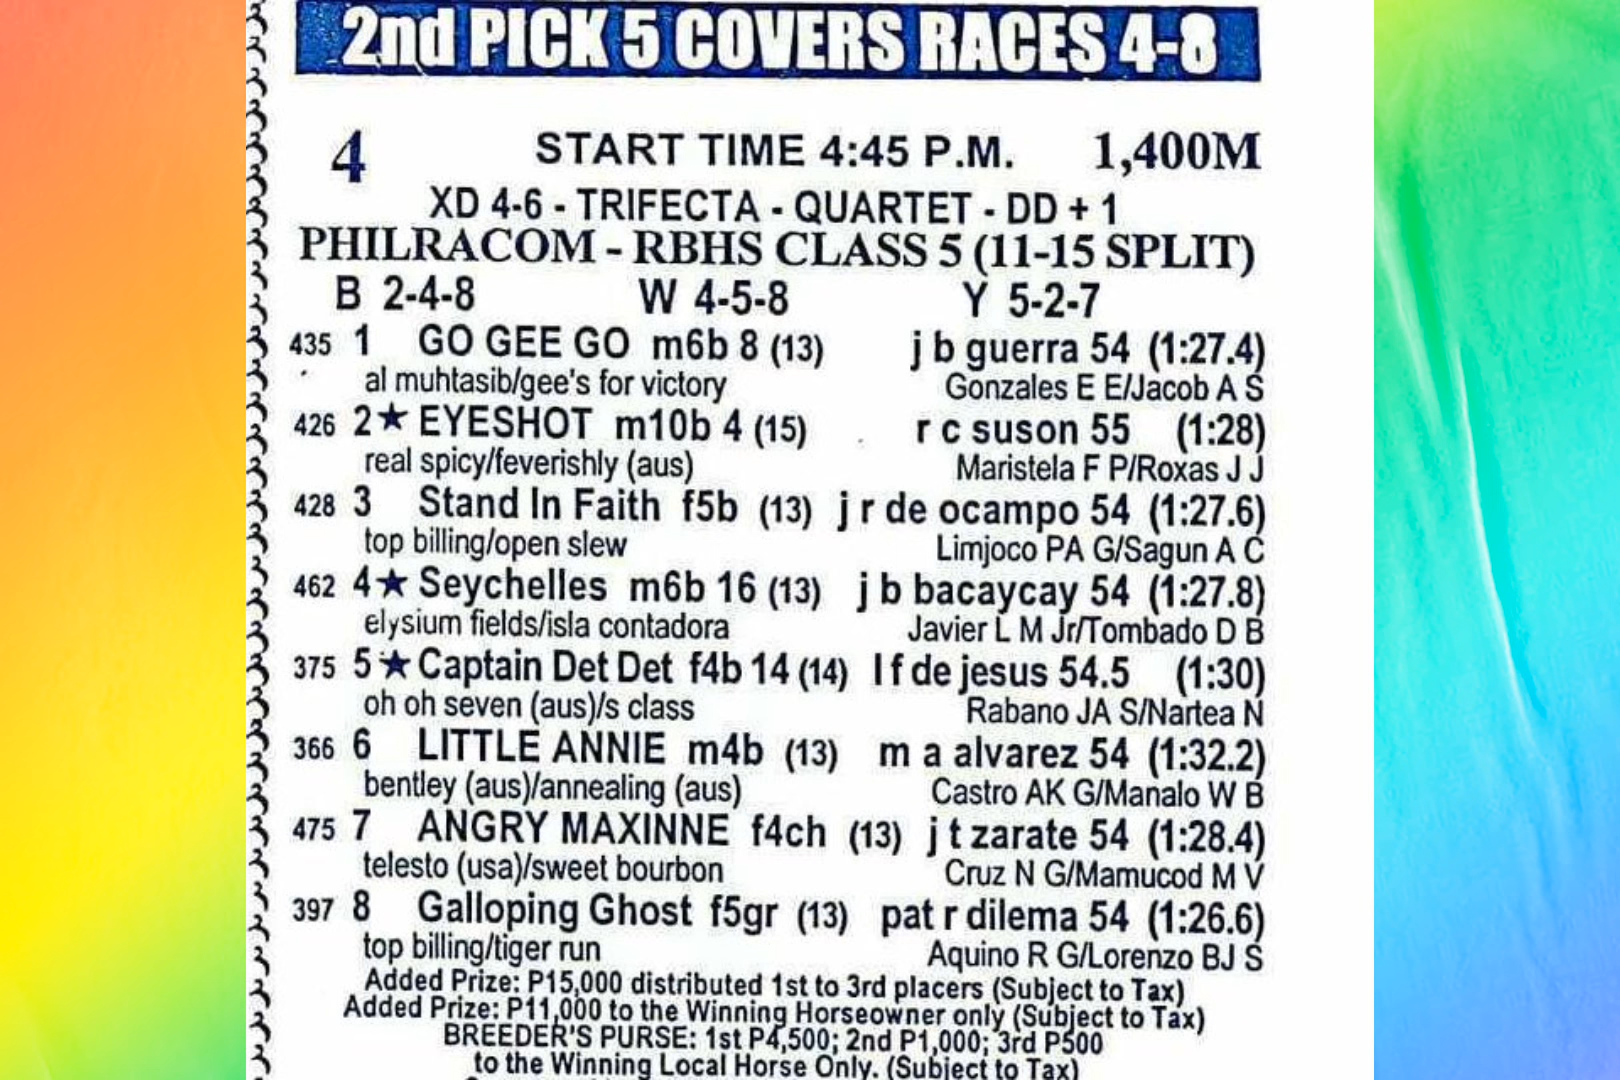 2nd PICK 5 COVERS RACES 4-8
4 START TIME 4:45 P.M. 1,400M
XD 4-6 - TRIFECTA - QUARTET - DD + 1
PHILRACOM - RBHS CLASS 5 (11-15 SPLIT)
B 2-4-8 W 4-5-8 Y 5-2-7
435 1 GO GEE GO m6b 8 (13) j b guerra 54 (1:27.4)
al muhtasib/gee's for victory Gonzales E E/Jacob A S
426 2★ EYESHOT m10b 4 (15) r c suson 55 (1:28)
real spicy/feverishly (aus) Maristela F P/Roxas J J
428 3 Stand In Faith f5b (13) j r de ocampo 54 (1:27.6)
top billing/open slew Limjoco PA G/Sagun A C
462 4★ Seychelles m6b 16 (13) j b bacaycay 54 (1:27.8)
elysium fields/isla contadora Javier L M Jr/Tombado D B
375 5★ Captain Det Det f4b 14 (14) l f de jesus 54.5 (1:30)
oh oh seven (aus)/s class Rabano JA S/Nartea N
366 6 LITTLE ANNIE m4b (13) m a alvarez 54 (1:32.2)
bentley (aus)/annealing (aus) Castro AK G/Manalo W B
475 7 ANGRY MAXINNE f4ch (13) j t zarate 54 (1:28.4)
telesto (usa)/sweet bourbon Cruz N G/Mamucod M V
397 8 Galloping Ghost f5gr (13) pat r dilema 54 (1:26.6)
top billing/tiger run Aquino R G/Lorenzo BJ S
Added Prize: P15,000 distributed 1st to 3rd placers (Subject to Tax)
Added Prize: P11,000 to the Winning Horseowner only (Subject to Tax)
BREEDER'S PURSE: 1st P4,500; 2nd P1,000; 3rd P500
to the Winning Local Horse Only. (Subject to Tax)